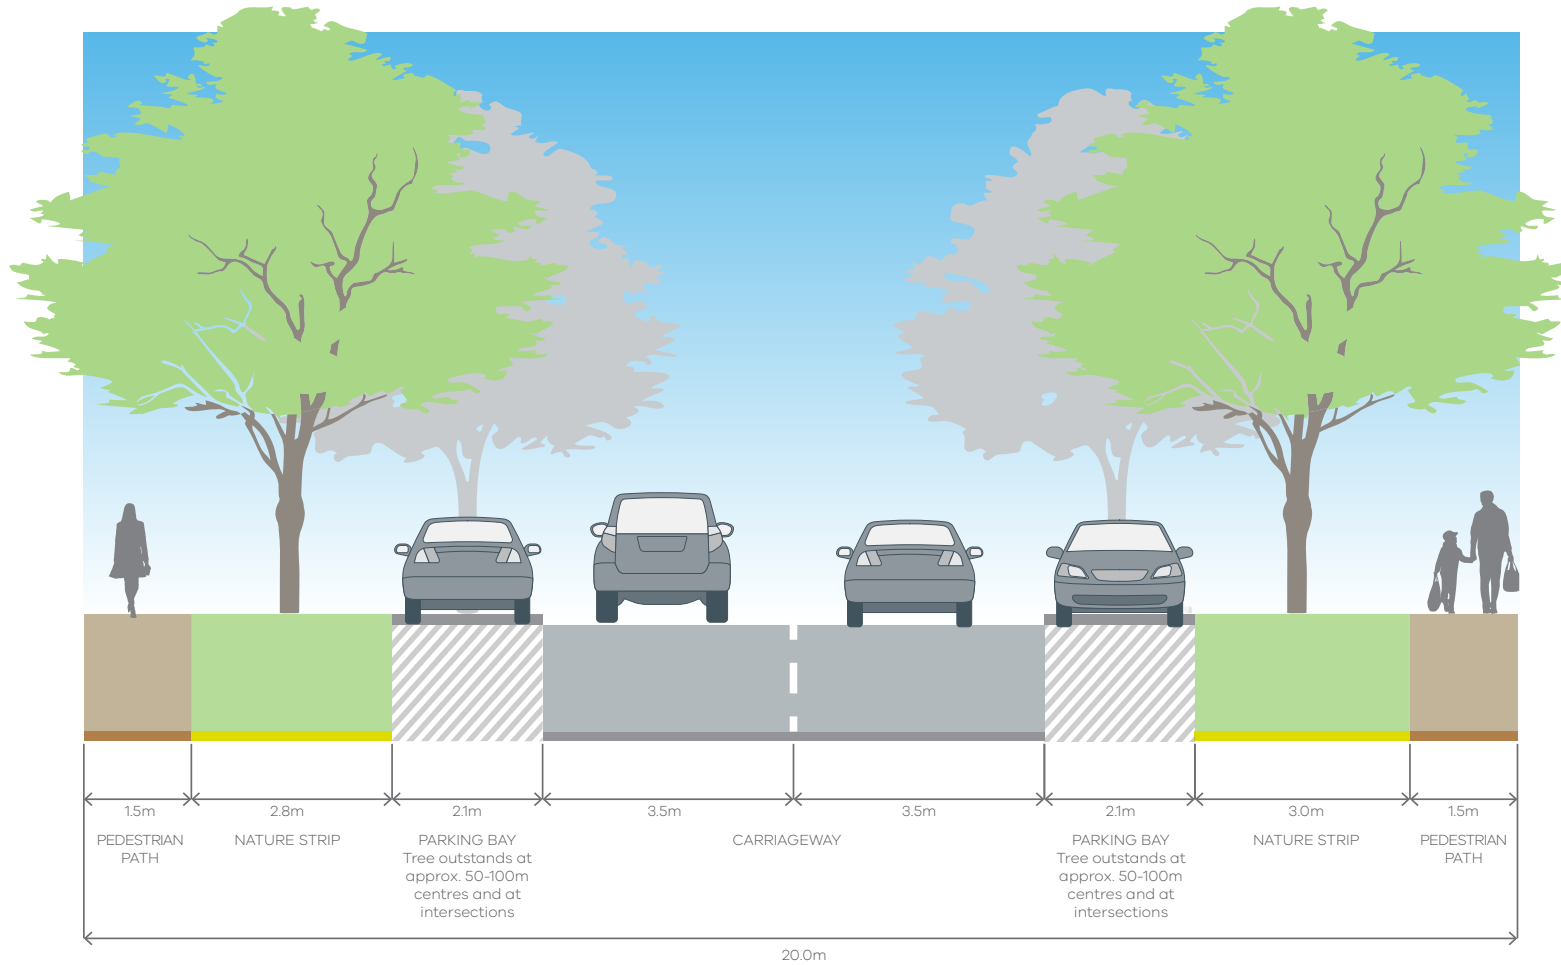 1.5m
2.8m
2.1m
3.5m
3.5m
2.1m
3.0m
1.5m
PEDESTRIAN
PATH
NATURE STRIP
PARKING BAY
Tree outstands at
approx. 50-100m
centres and at
intersections
CARRIAGEWAY
PARKING BAY
Tree outstands at
approx. 50-100m
centres and at
intersections
NATURE STRIP
PEDESTRIAN
PATH
20.0m